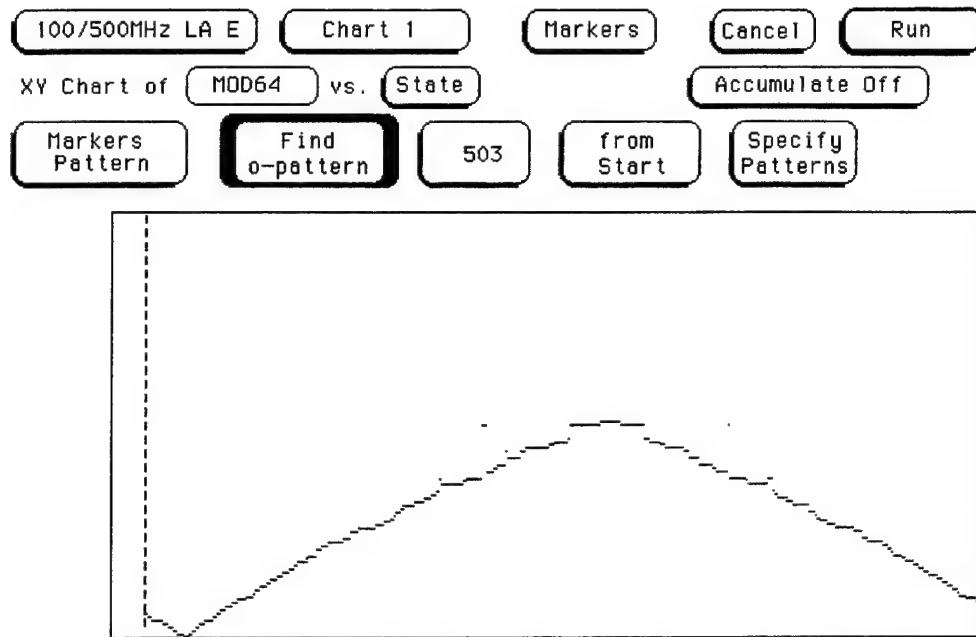 100/500MHz LA E Chart 1 Markers Cancel Run
XY Chart of MOD64 vs. State Accumulate Off
Markers Pattern Find o-pattern 503 from Start Specify Patterns